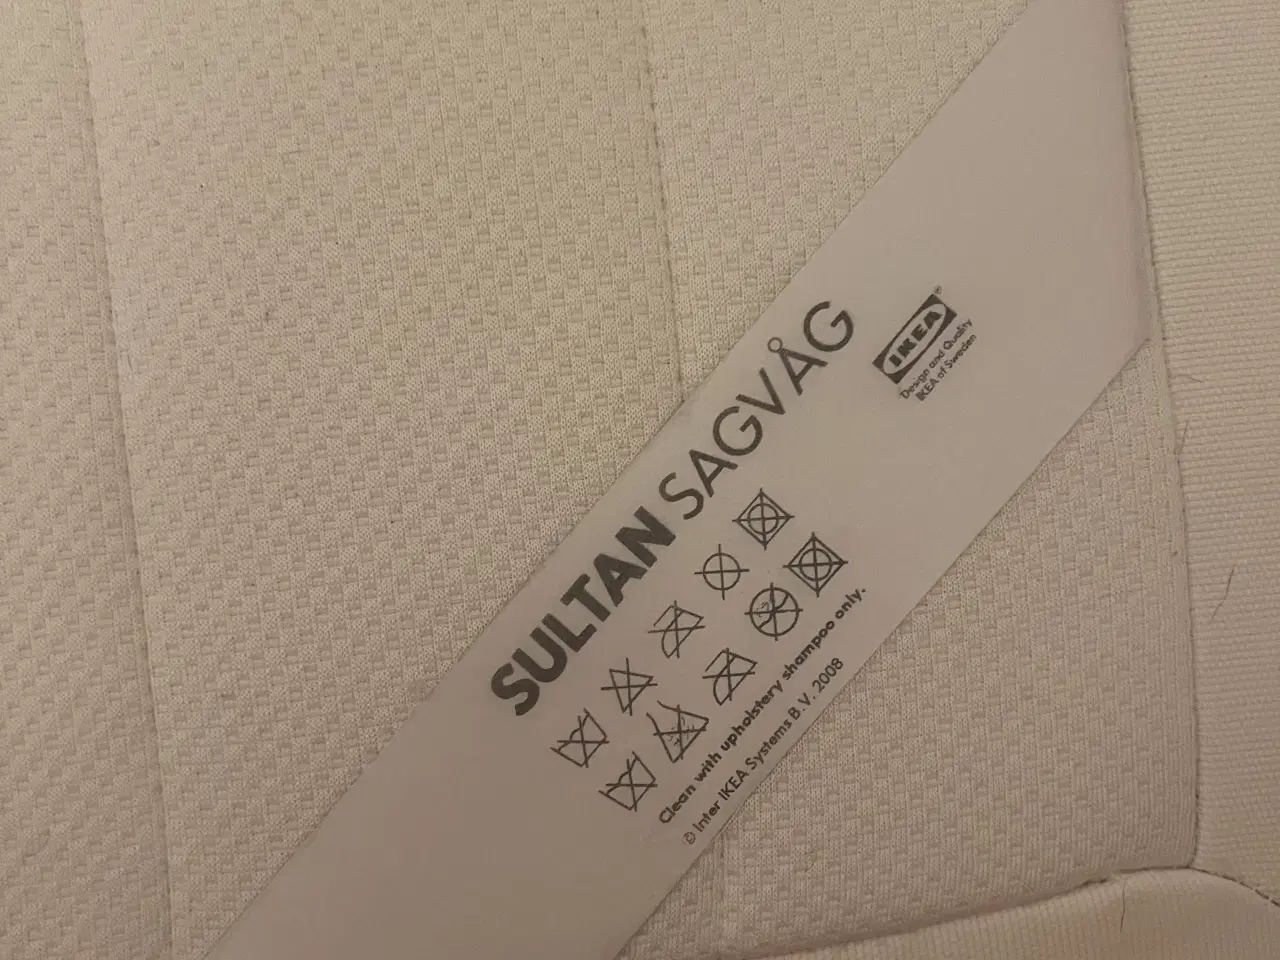 SULTAN SAGVÅG
IKEA®
Design and Quality
IKEA of Sweden
Clean with upholstery shampoo only.
© Inter IKEA Systems B.V. 2008